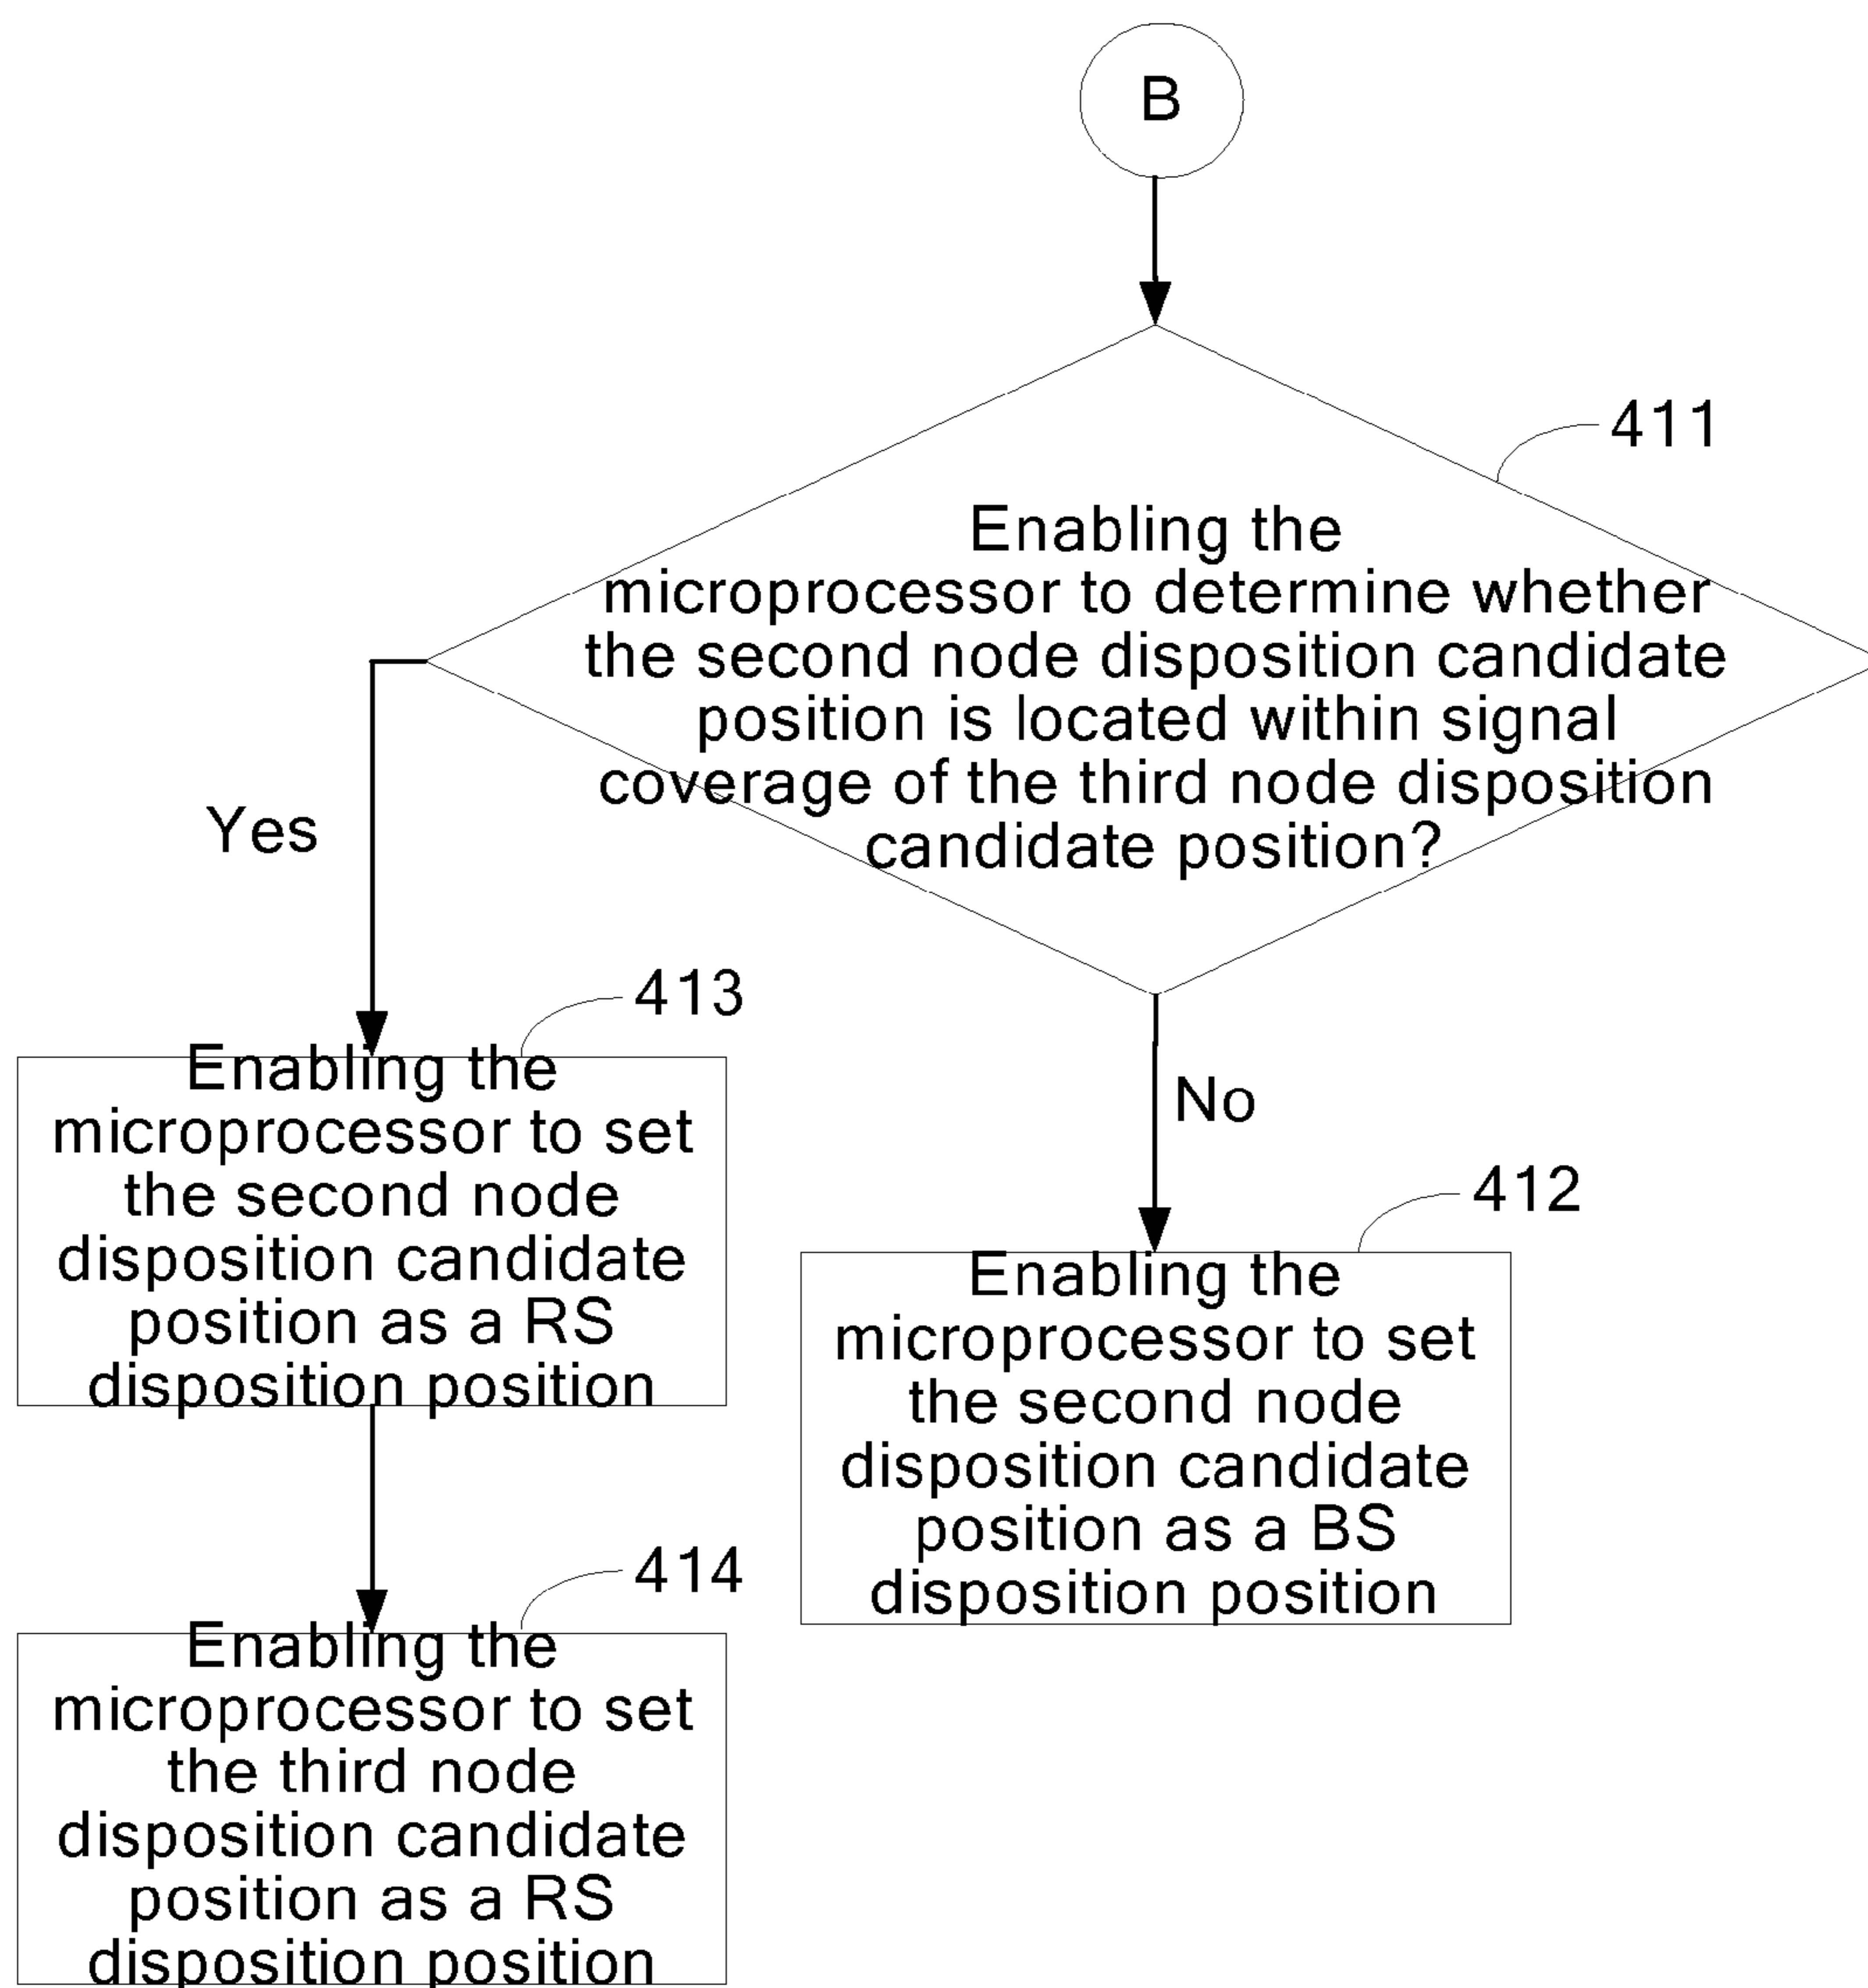 B
411
Enabling the
microprocessor to determine whether
the second node disposition candidate
position is located within signal
coverage of the third node disposition
candidate position?
Yes
No
413
Enabling the
microprocessor to set
the second node
disposition candidate
position as a RS
disposition position
412
Enabling the
microprocessor to set
the second node
disposition candidate
position as a BS
disposition position
414
Enabling the
microprocessor to set
the third node
disposition candidate
position as a RS
disposition position